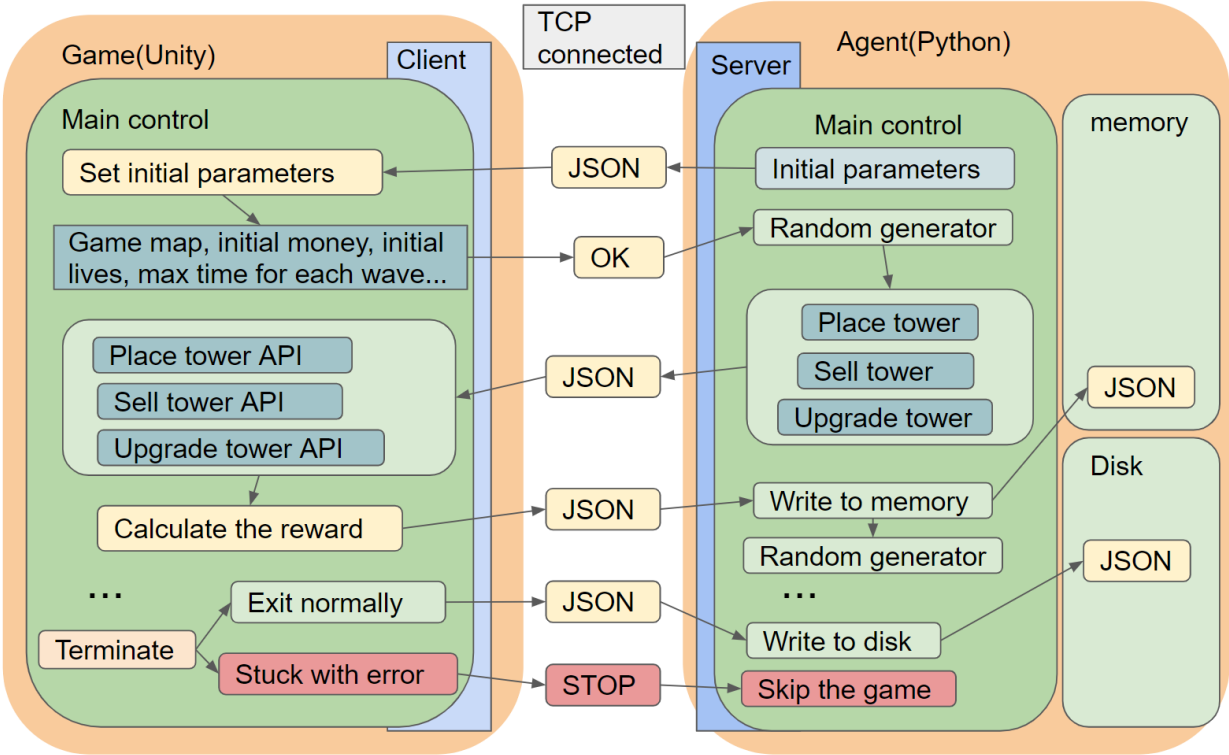 TCP
connected
Game(Unity)
Client
Main control
Set initial parameters
Game map, initial money, initial
lives, max time for each wave...
Place tower API
Sell tower API
Upgrade tower API
Calculate the reward
...
Terminate
Exit normally
Stuck with error
JSON
OK
JSON
JSON
JSON
STOP
Agent(Python)
Server
Main control
Initial parameters
Random generator
Place tower
Sell tower
Upgrade tower
Write to memory
Random generator
...
Write to disk
Skip the game
memory
JSON
Disk
JSON